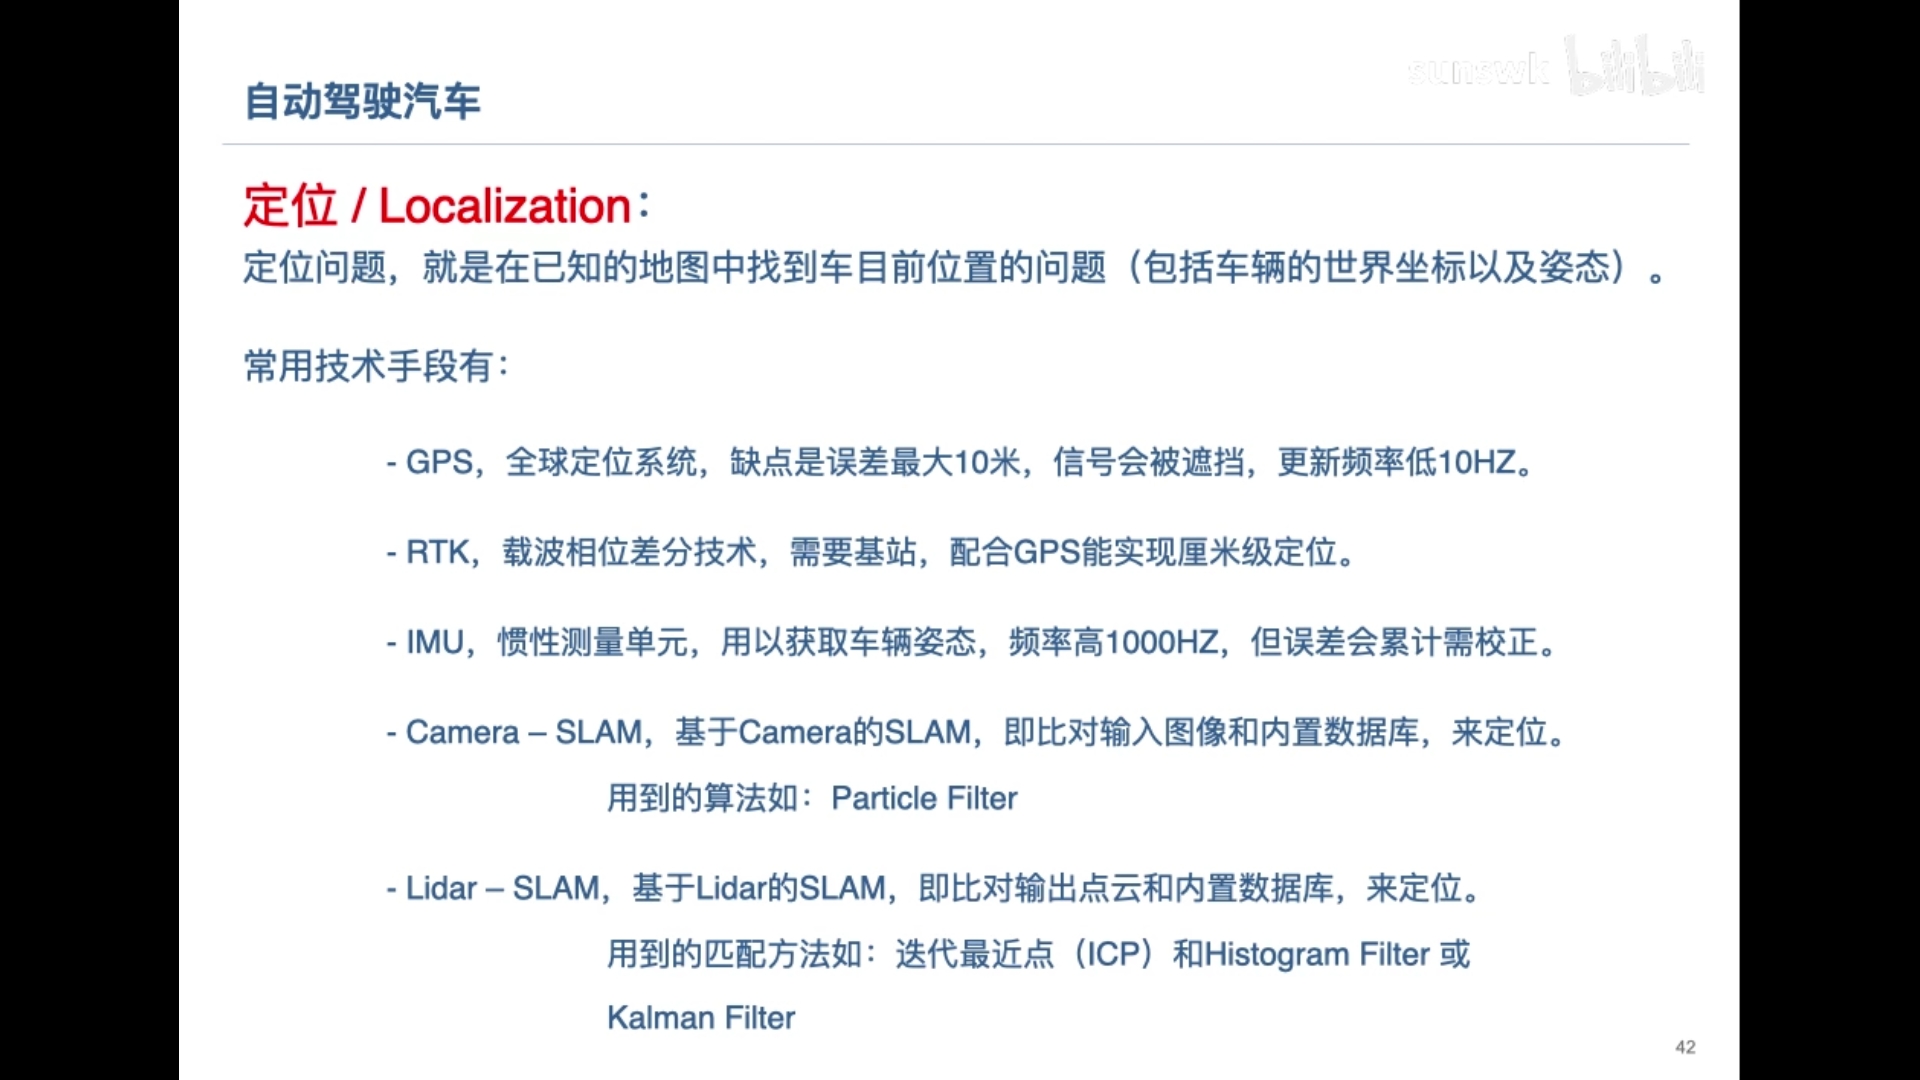 sunswk bilibili
自动驾驶汽车
定位 / Localization：
定位问题，就是在已知的地图中找到车目前位置的问题（包括车辆的世界坐标以及姿态）。
常用技术手段有：
- GPS，全球定位系统，缺点是误差最大10米，信号会被遮挡，更新频率低10HZ。
- RTK，载波相位差分技术，需要基站，配合GPS能实现厘米级定位。
- IMU，惯性测量单元，用以获取车辆姿态，频率高1000HZ，但误差会累计需校正。
- Camera – SLAM，基于Camera的SLAM，即比对输入图像和内置数据库，来定位。
用到的算法如：Particle Filter
- Lidar – SLAM，基于Lidar的SLAM，即比对输出点云和内置数据库，来定位。
用到的匹配方法如：迭代最近点（ICP）和Histogram Filter 或
Kalman Filter
42